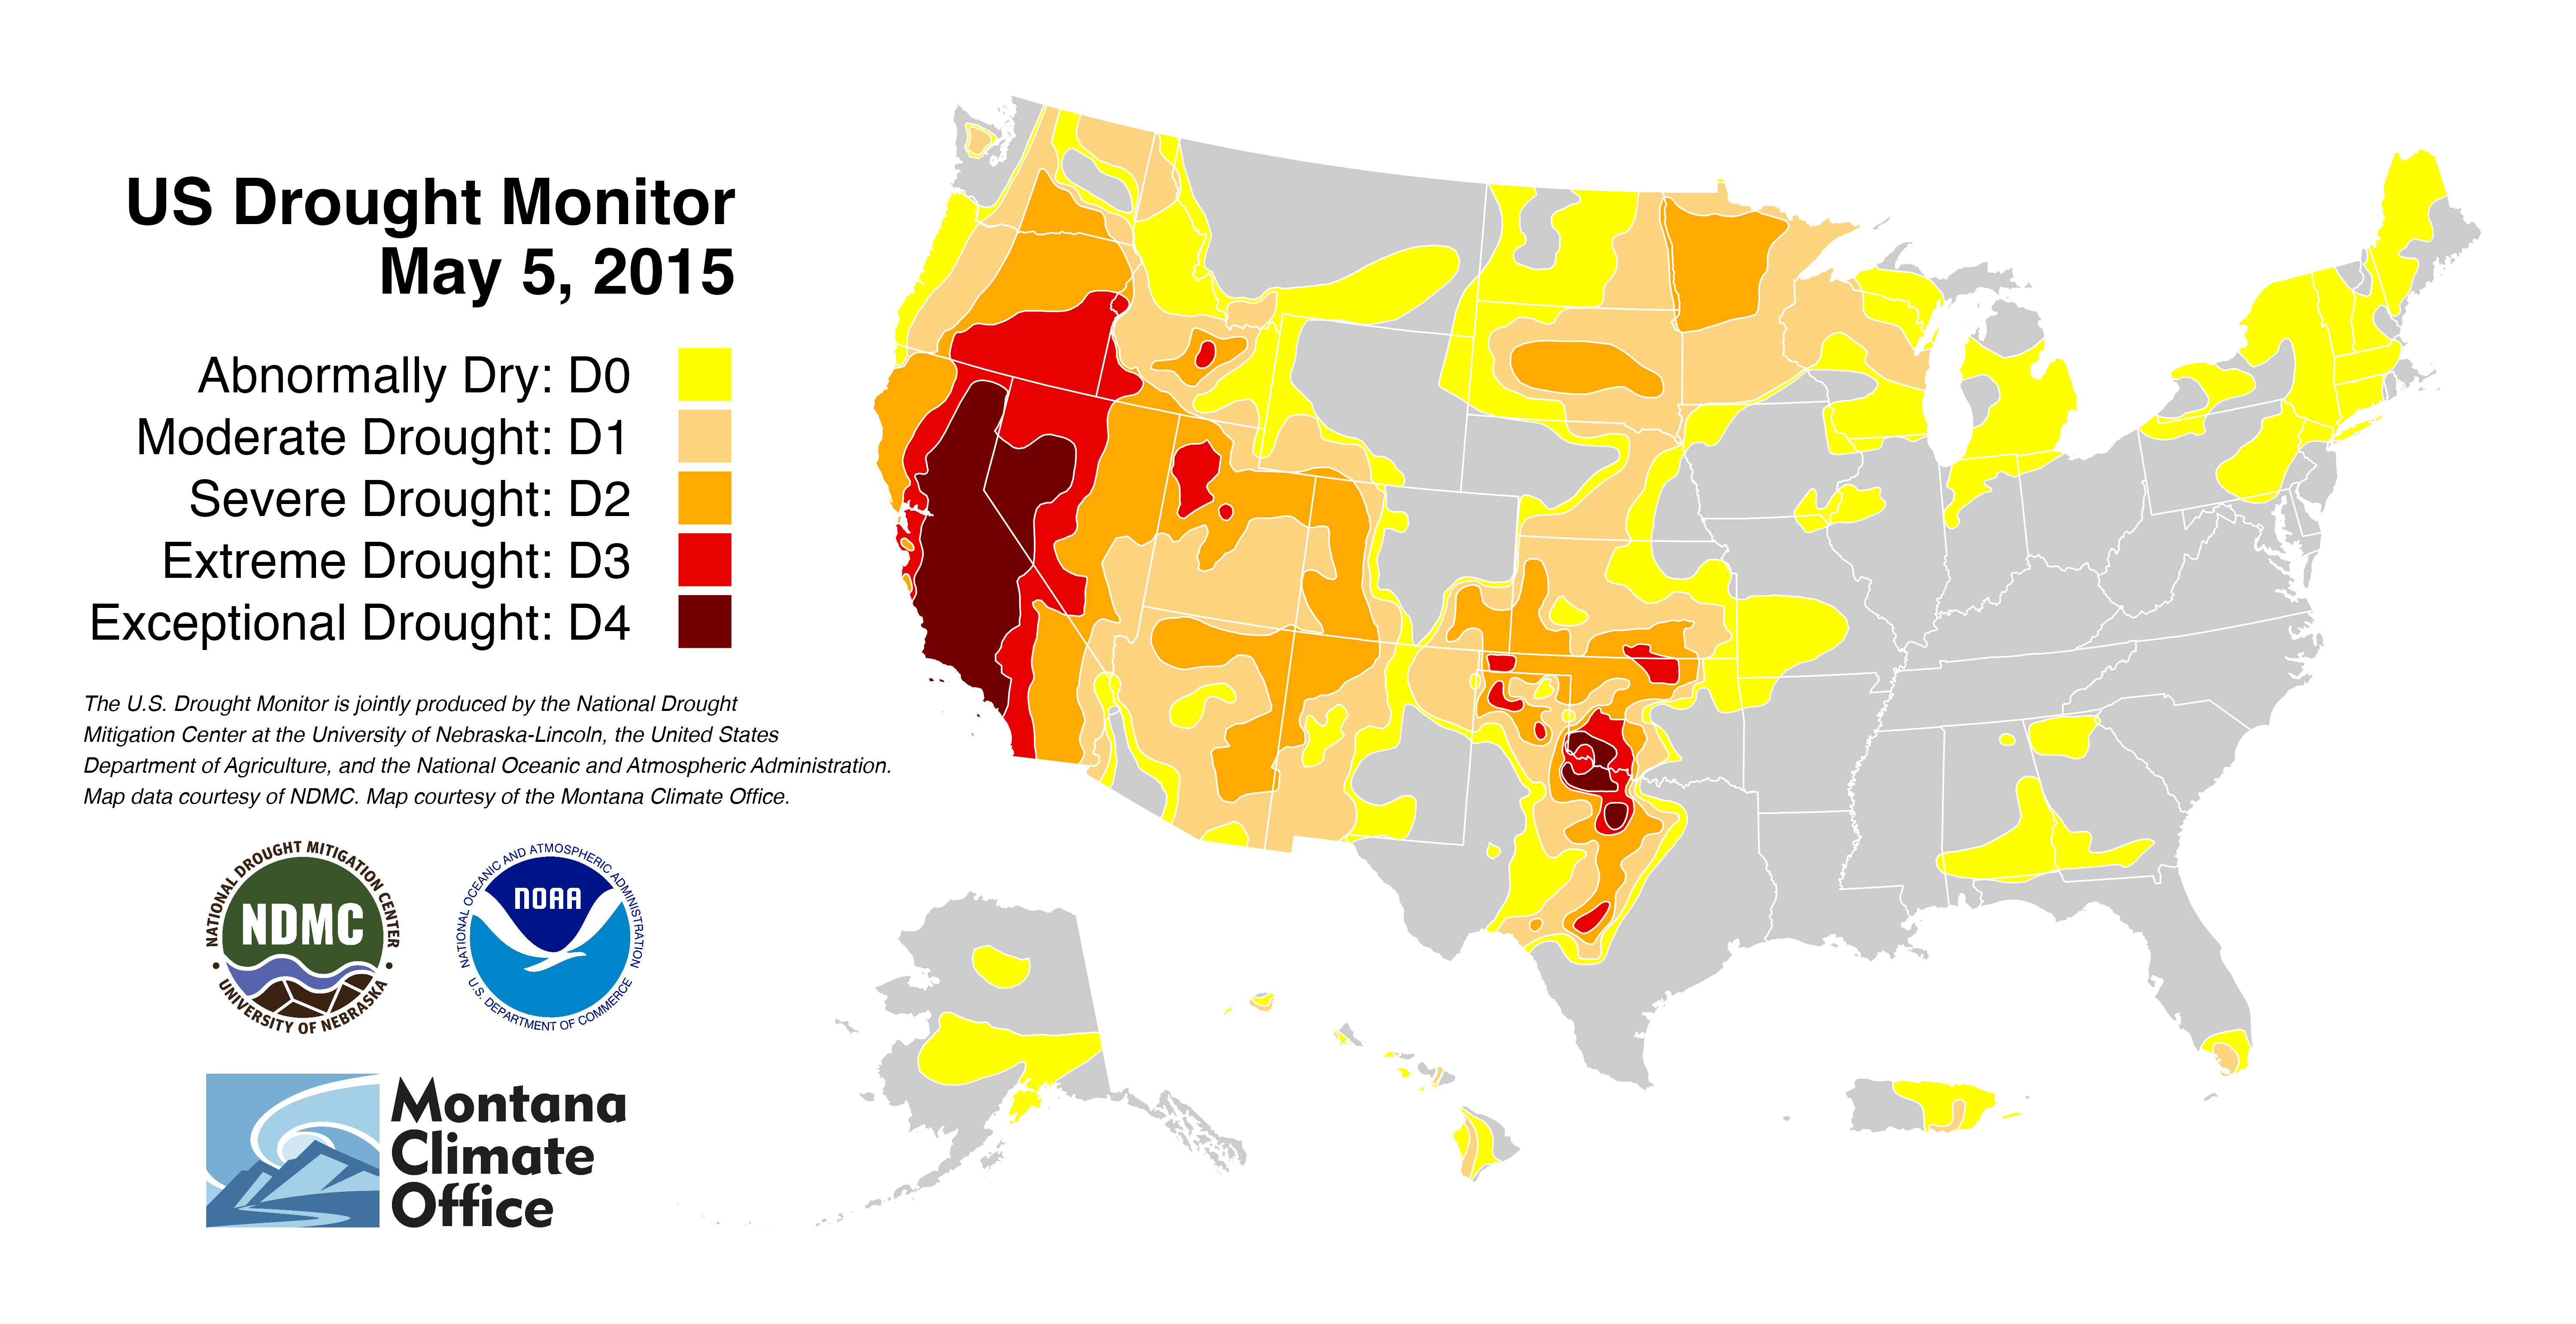 US Drought Monitor
May 5, 2015
Abnormally Dry: D0
Moderate Drought: D1
Severe Drought: D2
Extreme Drought: D3
Exceptional Drought: D4
The U.S. Drought Monitor is jointly produced by the National Drought
Mitigation Center at the University of Nebraska-Lincoln, the United States
Department of Agriculture, and the National Oceanic and Atmospheric Administration.
Map data courtesy of NDMC. Map courtesy of the Montana Climate Office.
NATIONAL DROUGHT MITIGATION CENTER
NDMC
• UNIVERSITY OF NEBRASKA •
NATIONAL OCEANIC AND ATMOSPHERIC ADMINISTRATION
NOAA
U.S. DEPARTMENT OF COMMERCE
Montana
Climate
Office